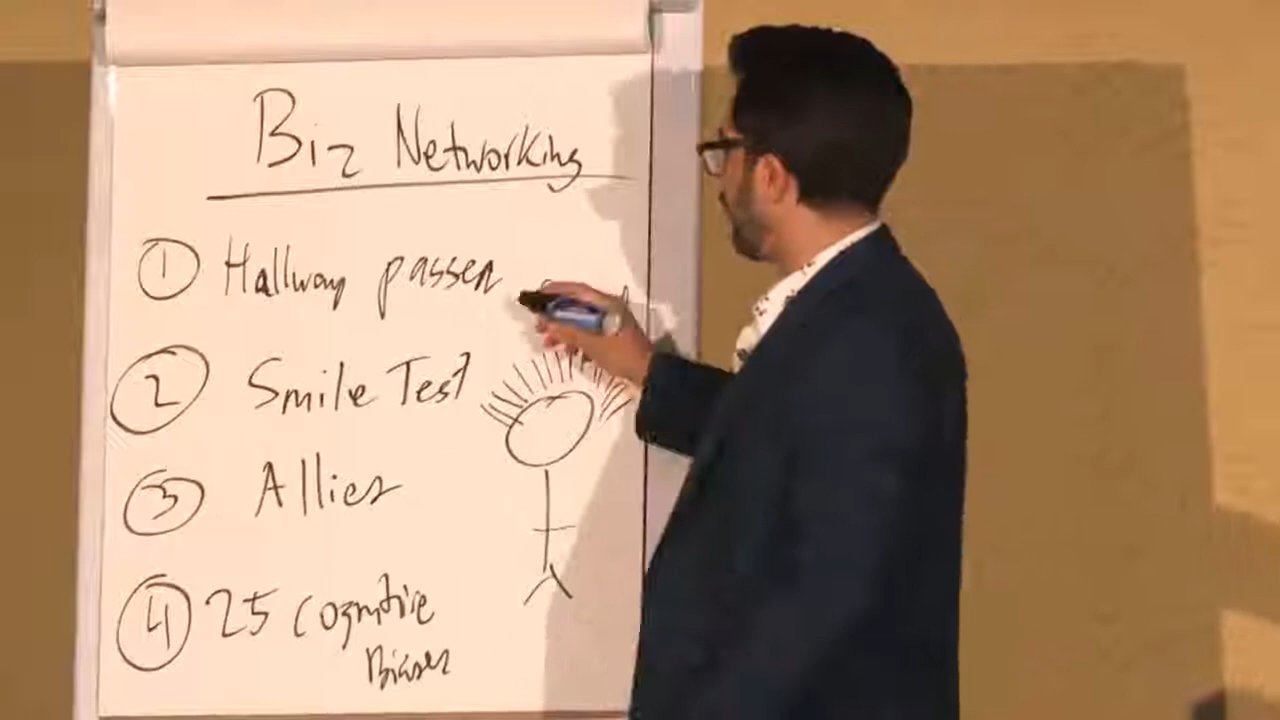 Biz Networking
1 Hallway passes
2 Smile Test
3 Allies
4 25 Cognitive
Biases